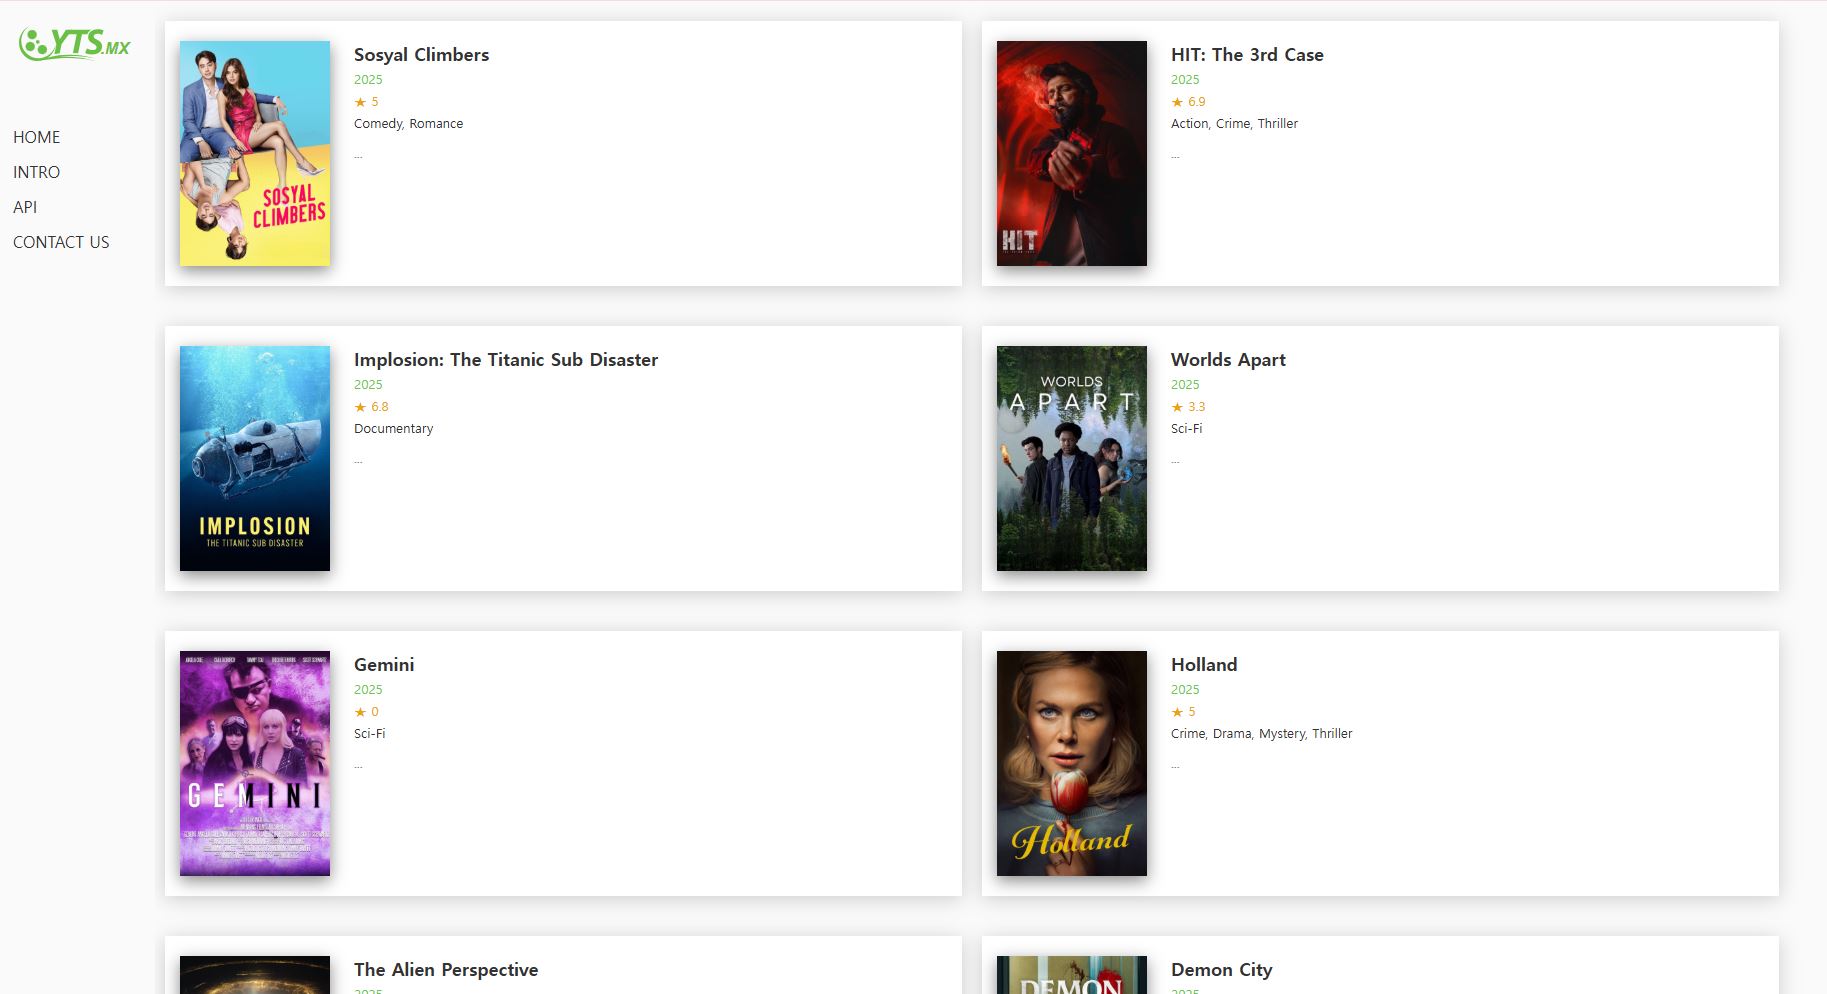 YTS.MX
HOME
INTRO
API
CONTACT US
SOSYAL
CLIMBERS
Sosyal Climbers
2025
★ 5
Comedy, Romance
...
HIT
HIT: The 3rd Case
2025
★ 6.9
Action, Crime, Thriller
...
IMPLOSION
THE TITANIC SUB DISASTER
Implosion: The Titanic Sub Disaster
2025
★ 6.8
Documentary
...
WORLDS
APART
Worlds Apart
2025
★ 3.3
Sci-Fi
...
GEMINI
Gemini
2025
★ 0
Sci-Fi
...
Holland
Holland
2025
★ 5
Crime, Drama, Mystery, Thriller
...
The Alien Perspective
2025
DEMON
Demon City
2025